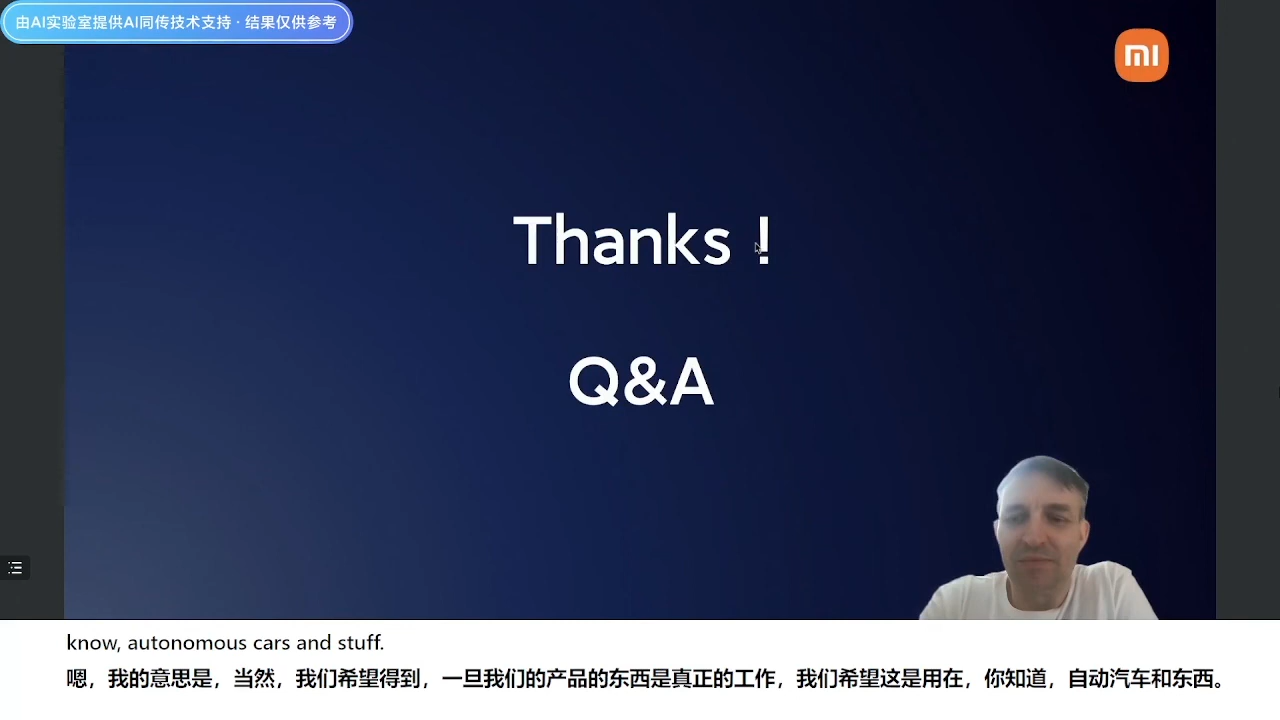 由AI实验室提供AI同传技术支持 · 结果仅供参考
mi
Thanks !
Q&A
know, autonomous cars and stuff.
嗯，我的意思是，当然，我们希望得到，一旦我们的产品的东西是真正的工作，我们希望这是用在，你知道，自动汽车和东西。